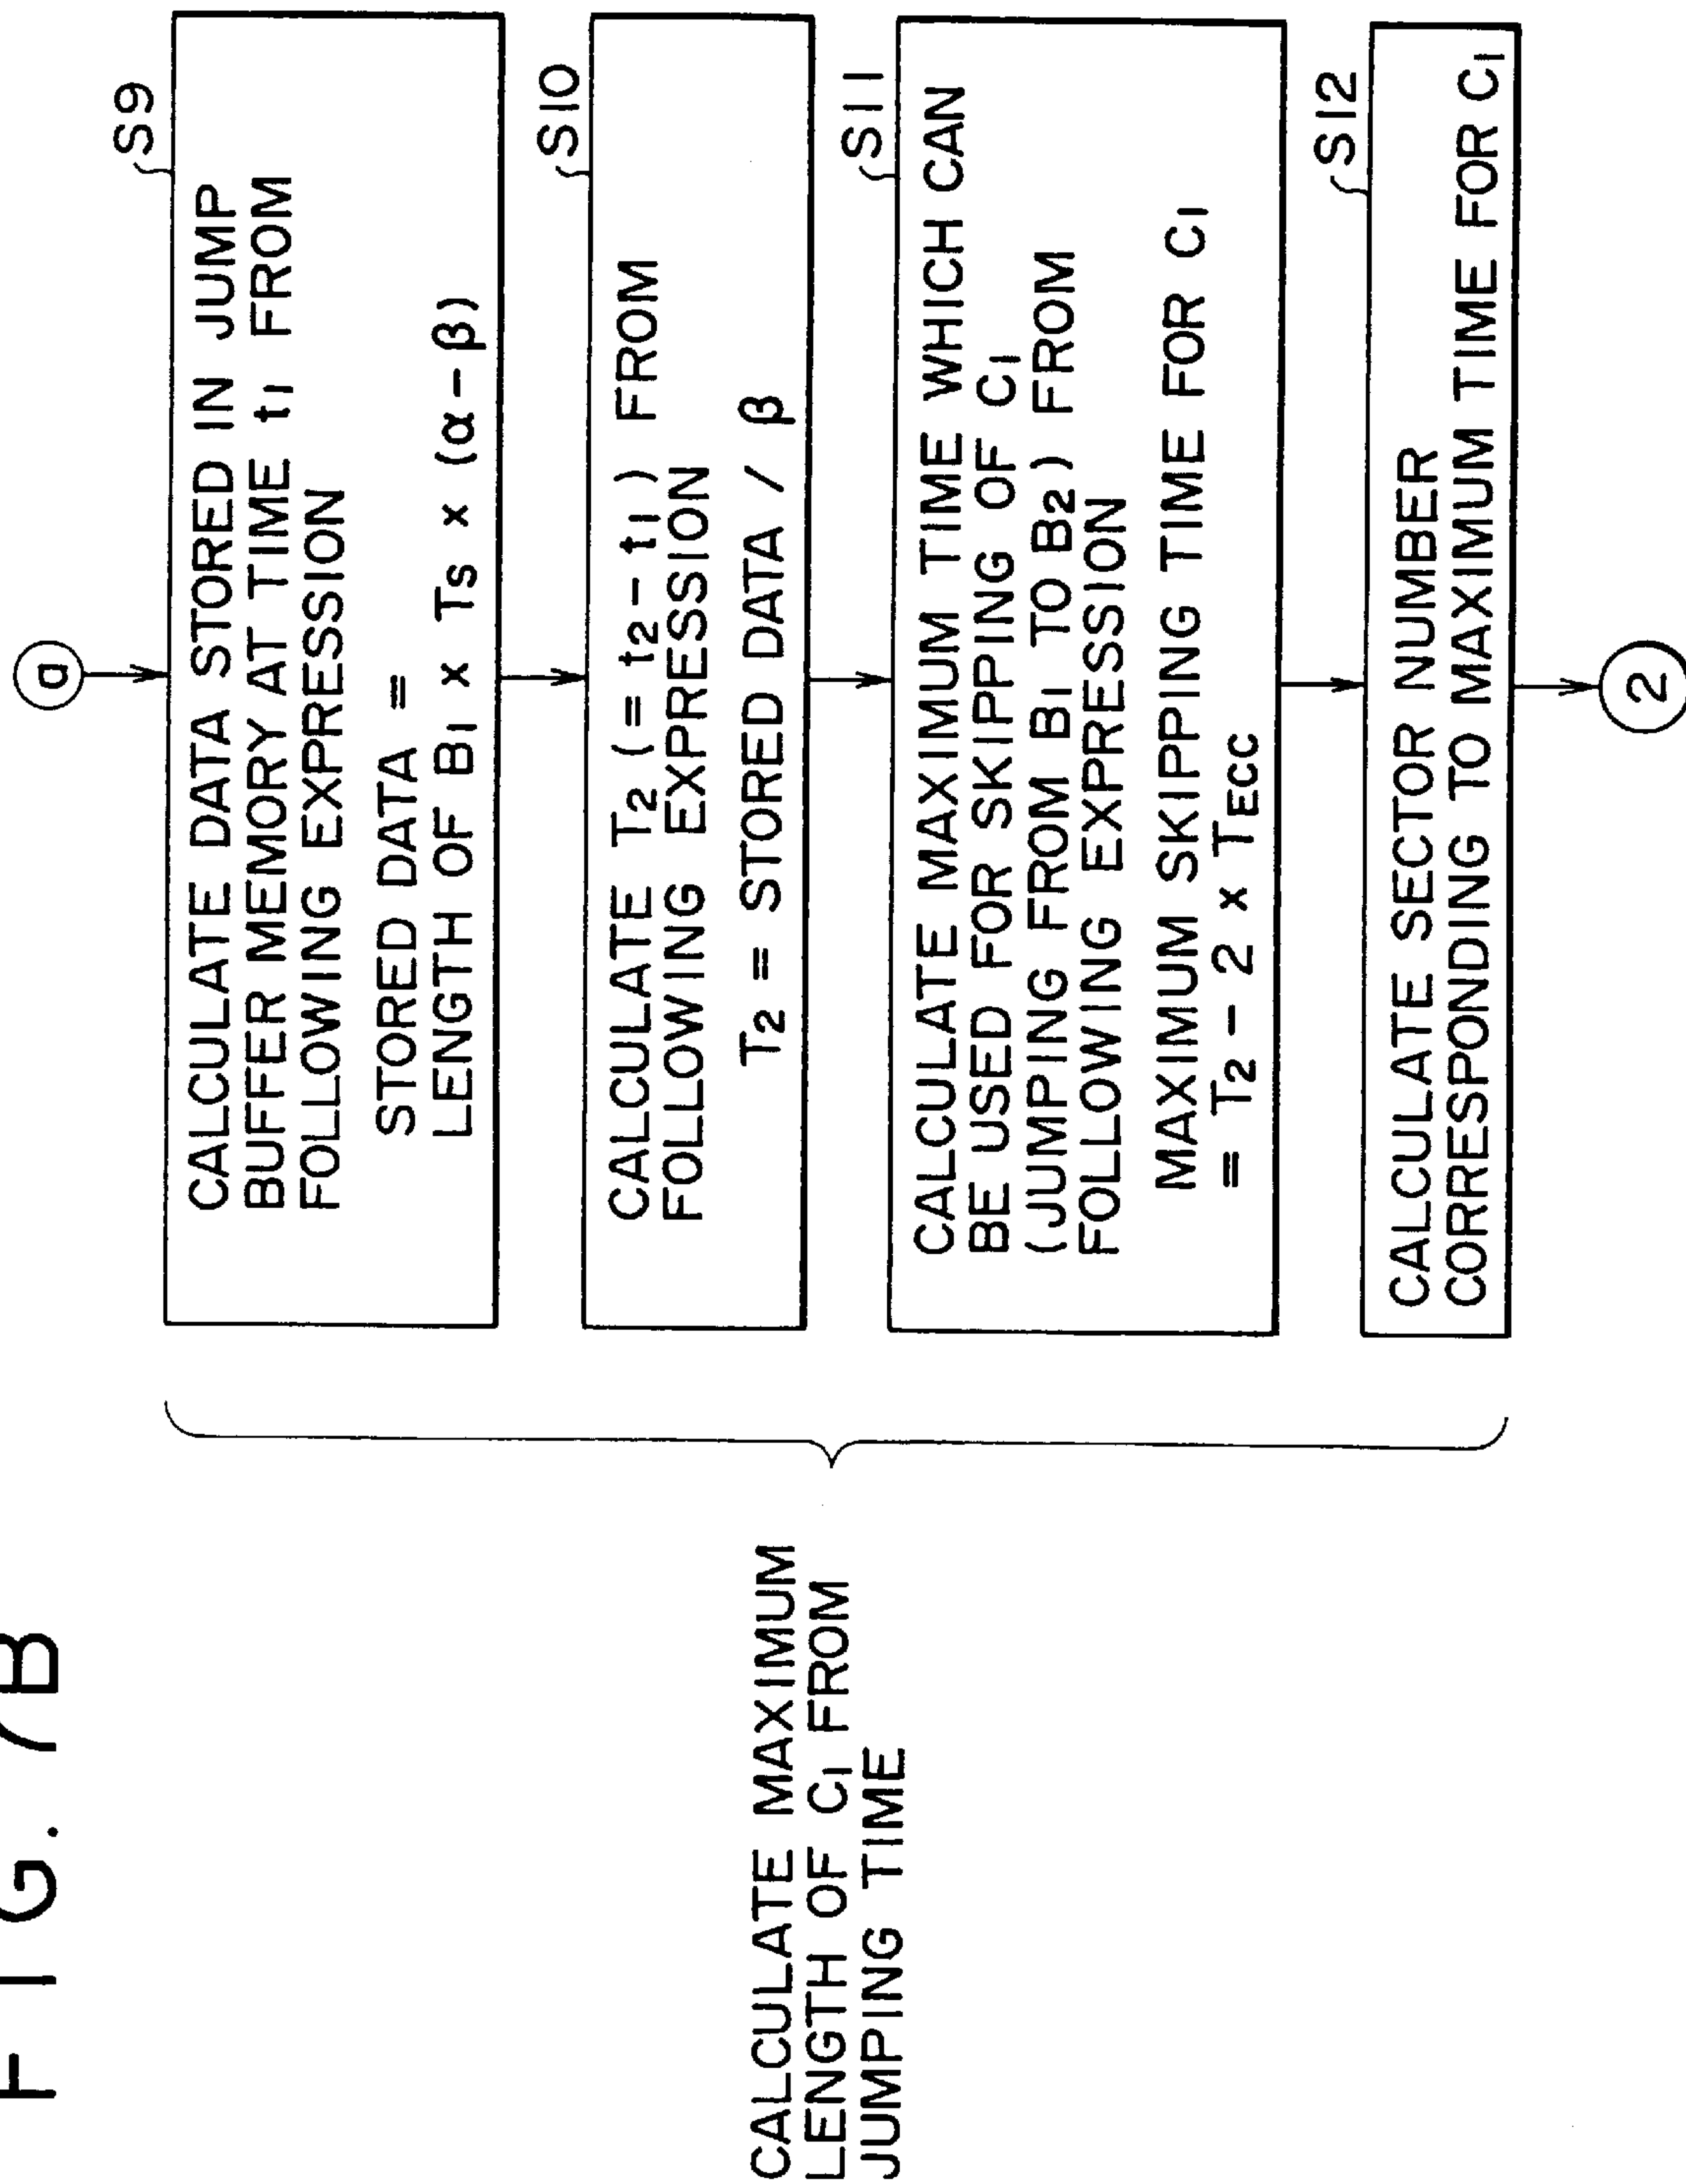 FIG. 7B
a
S9
CALCULATE DATA STORED IN JUMP
BUFFER MEMORY AT TIME t₁ FROM
FOLLOWING EXPRESSION
STORED DATA =
LENGTH OF B₁ x Ts x (α-β)
S10
CALCULATE T₂ (= t₂-t₁) FROM
FOLLOWING EXPRESSION
T₂ = STORED DATA / β
S11
CALCULATE MAXIMUM TIME WHICH CAN
BE USED FOR SKIPPING OF C₁
(JUMPING FROM B₁ TO B₂) FROM
FOLLOWING EXPRESSION
MAXIMUM SKIPPING TIME FOR C₁
= T₂ - 2 x TECC
S12
CALCULATE SECTOR NUMBER
CORRESPONDING TO MAXIMUM TIME FOR C₁
2
CALCULATE MAXIMUM
LENGTH OF C₁ FROM
JUMPING TIME